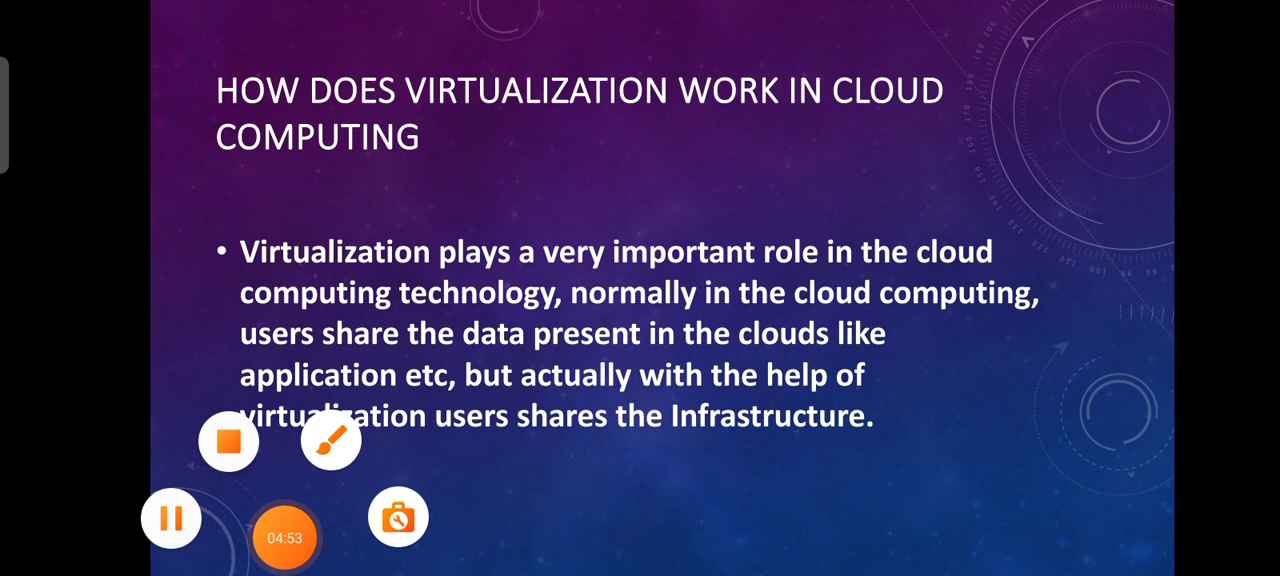 HOW DOES VIRTUALIZATION WORK IN CLOUD
COMPUTING
• Virtualization plays a very important role in the cloud
computing technology, normally in the cloud computing,
users share the data present in the clouds like
application etc, but actually with the help of
virtualization users shares the Infrastructure.
04:53